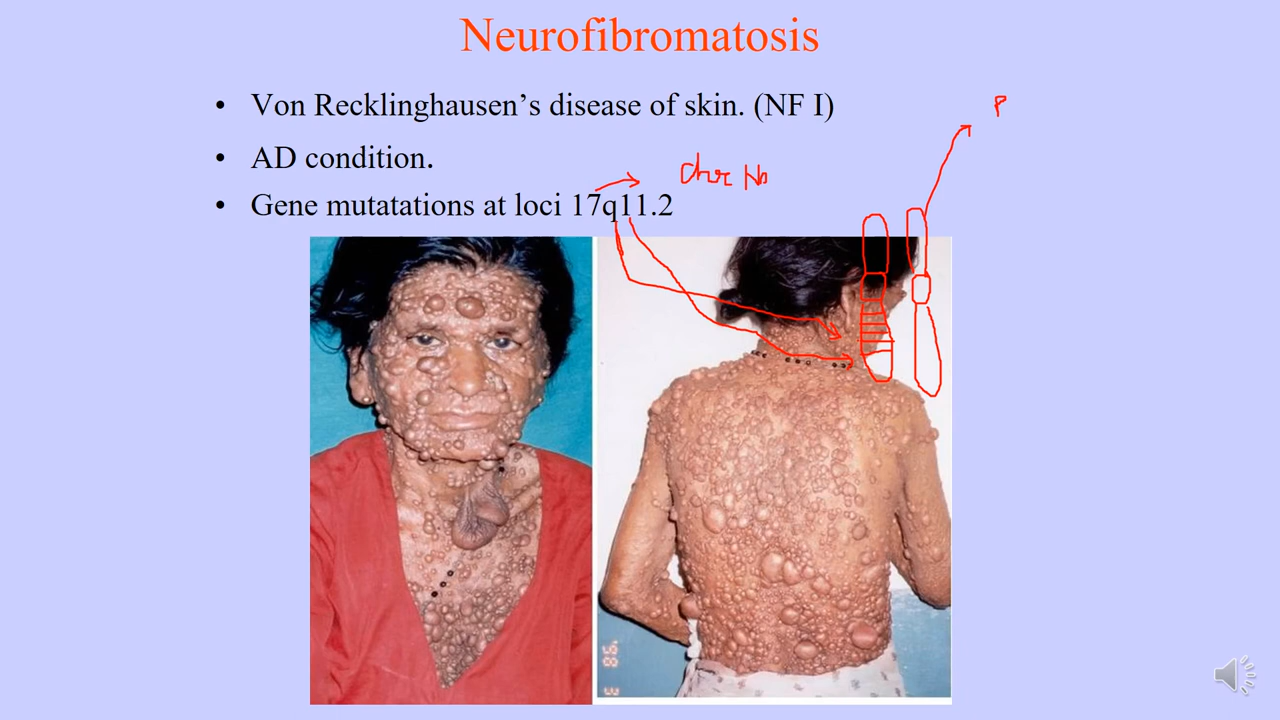 Neurofibromatosis
• Von Recklinghausen’s disease of skin. (NF I)
P
• AD condition.
chr No
• Gene mutatations at loci 17q11.2